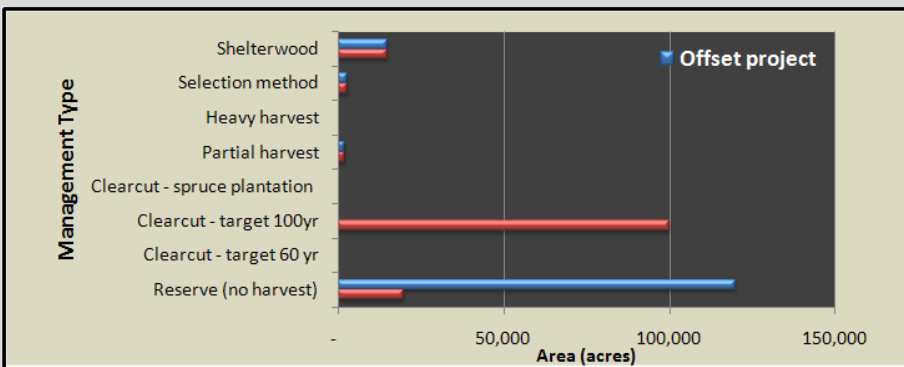 Shelterwood
Offset project
Selection method
Heavy harvest
Partial harvest
Clearcut - spruce plantation
Clearcut - target 100yr
Clearcut - target 60 yr
Reserve (no harvest)
Management Type
- 50,000 100,000 150,000
Area (acres)